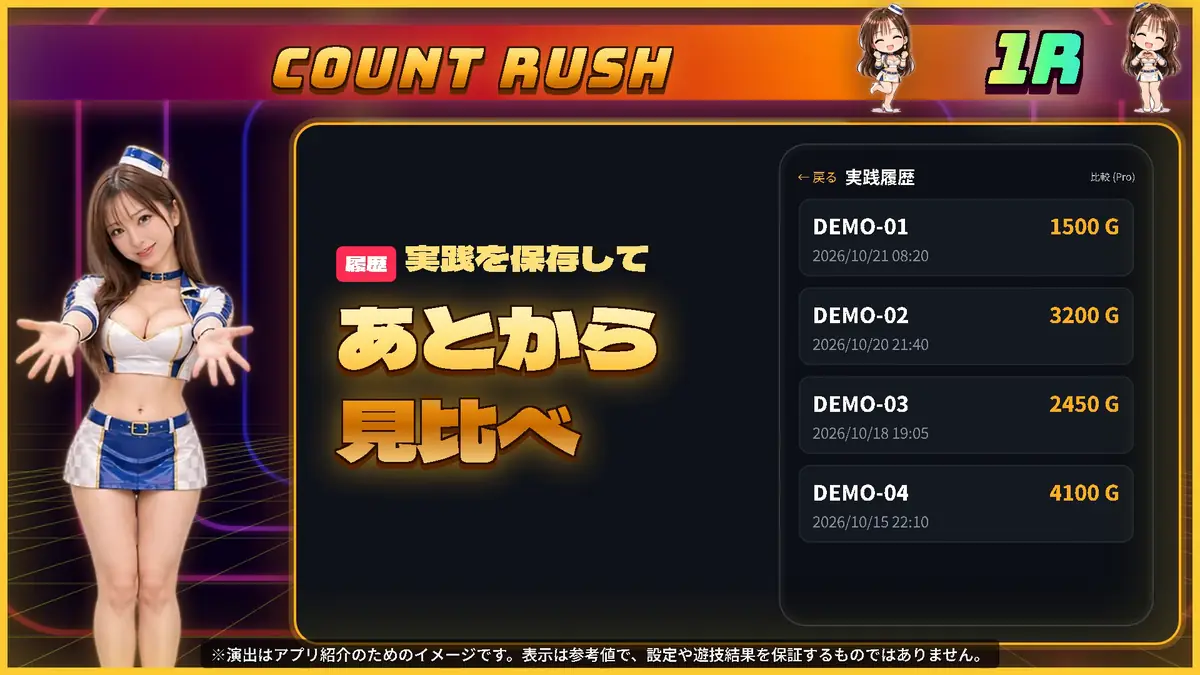 COUNT RUSH
1R
履歴 実践を保存して
あとから
見比べ
← 戻る 実践履歴 比較 (Pro)
DEMO-01 1500 G
2026/10/21 08:20
DEMO-02 3200 G
2026/10/20 21:40
DEMO-03 2450 G
2026/10/18 19:05
DEMO-04 4100 G
2026/10/15 22:10
※演出はアプリ紹介のためのイメージです。表示は参考値で、設定や遊技結果を保証するものではありません。